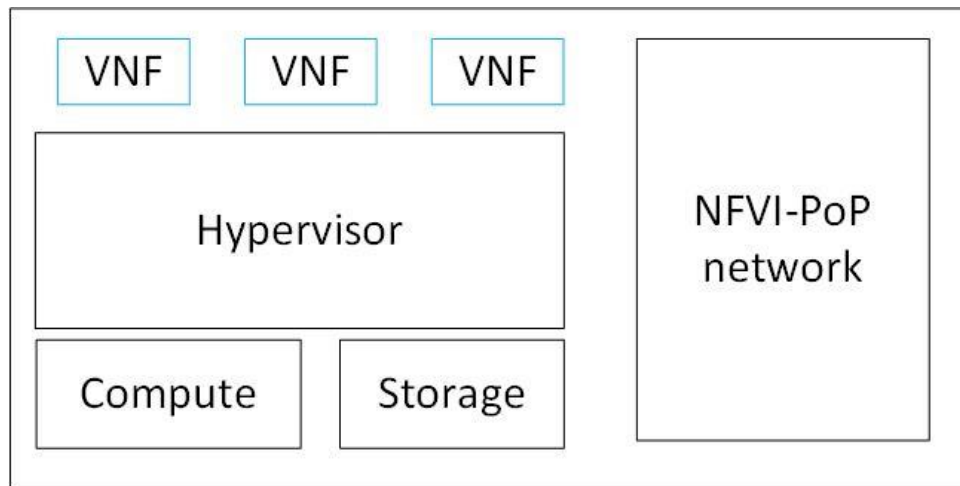 VNF
VNF
VNF
Hypervisor
NFVI-PoP
network
Compute
Storage